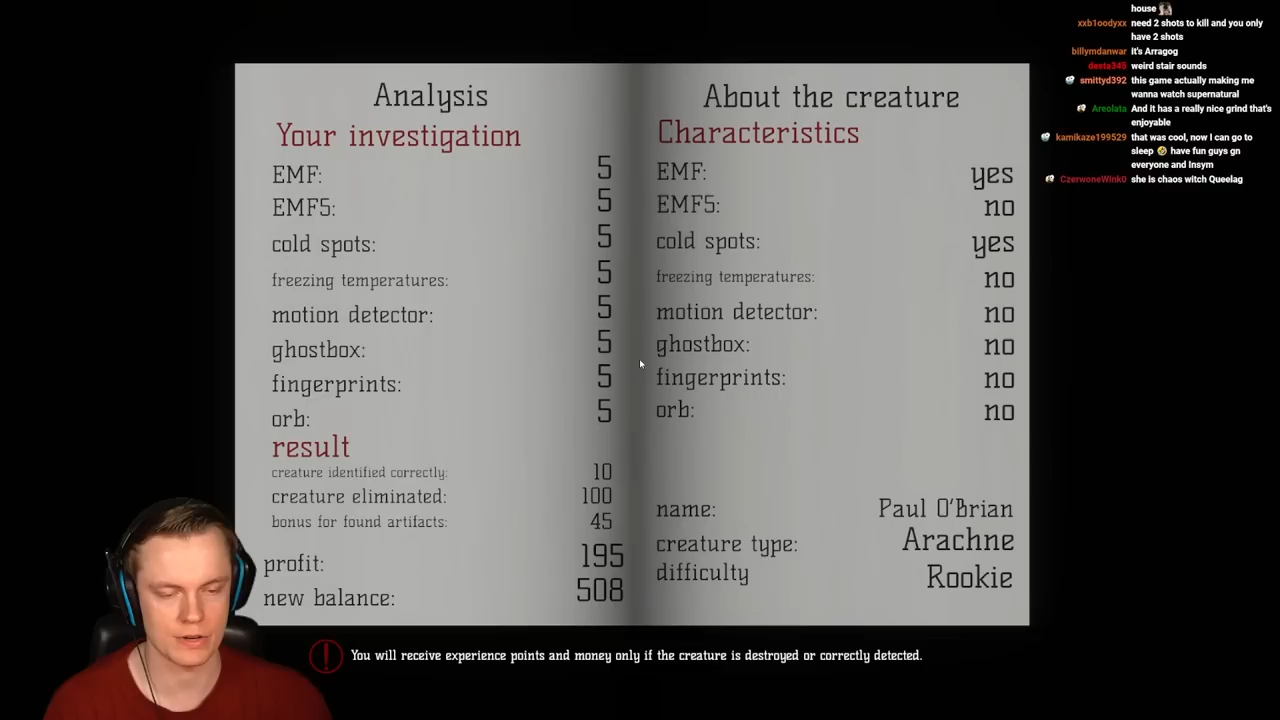 Analysis
Your investigation
EMF: 5
EMF5: 5
cold spots: 5
freezing temperatures: 5
motion detector: 5
ghostbox: 5
fingerprints: 5
orb: 5
result
creature identified correctly: 10
creature eliminated: 100
bonus for found artifacts: 45
profit: 195
new balance: 508
About the creature
Characteristics
EMF: yes
EMF5: no
cold spots: yes
freezing temperatures: no
motion detector: no
ghostbox: no
fingerprints: no
orb: no
name: Paul O'Brian
creature type: Arachne
difficulty Rookie
You will receive experience points and money only if the creature is destroyed or correctly detected.
house
xxb1oodyxx need 2 shots to kill and you only
have 2 shots
billymdanwar it's Arragog
desta345 weird stair sounds
smittyd392 this game actually making me
wanna watch supernatural
Areolata And it has a really nice grind that's
enjoyable
kamikaze199529 that was cool, now I can go to
sleep 🤣 have fun guys gn
everyone and Insym
CzerwoneWink0 she is chaos witch Queelag